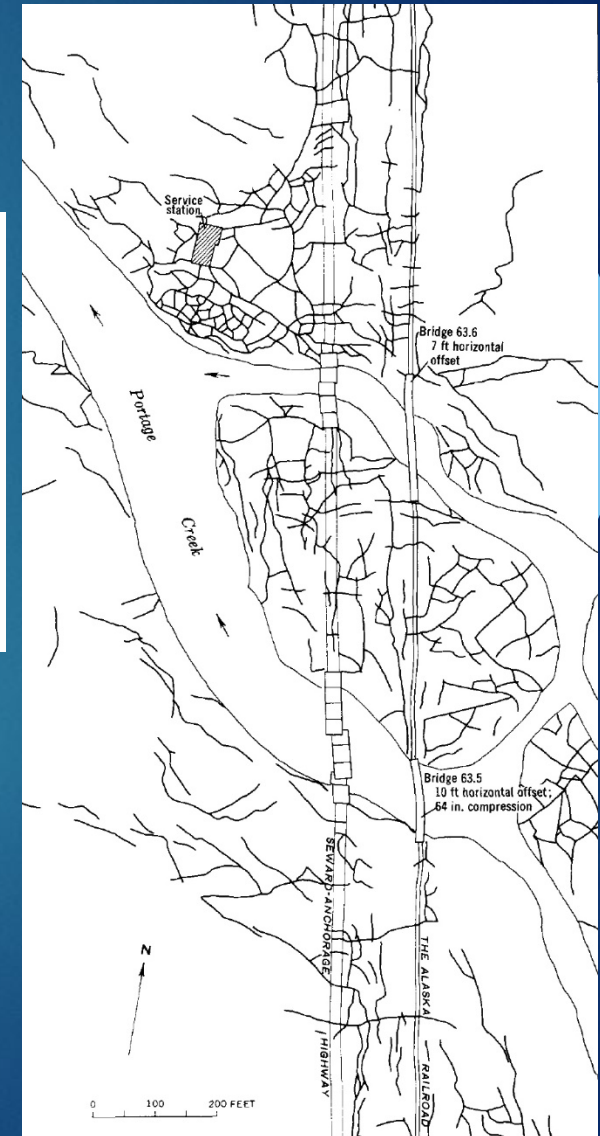 Service
station
Bridge 63.6
7 ft horizontal
offset
Portage
Creek
Bridge 63.5
10 ft horizontal offset;
64 in. compression
SEWARD-ANCHORAGE
HIGHWAY
THE ALASKA
RAILROAD
N
0 100 200 FEET